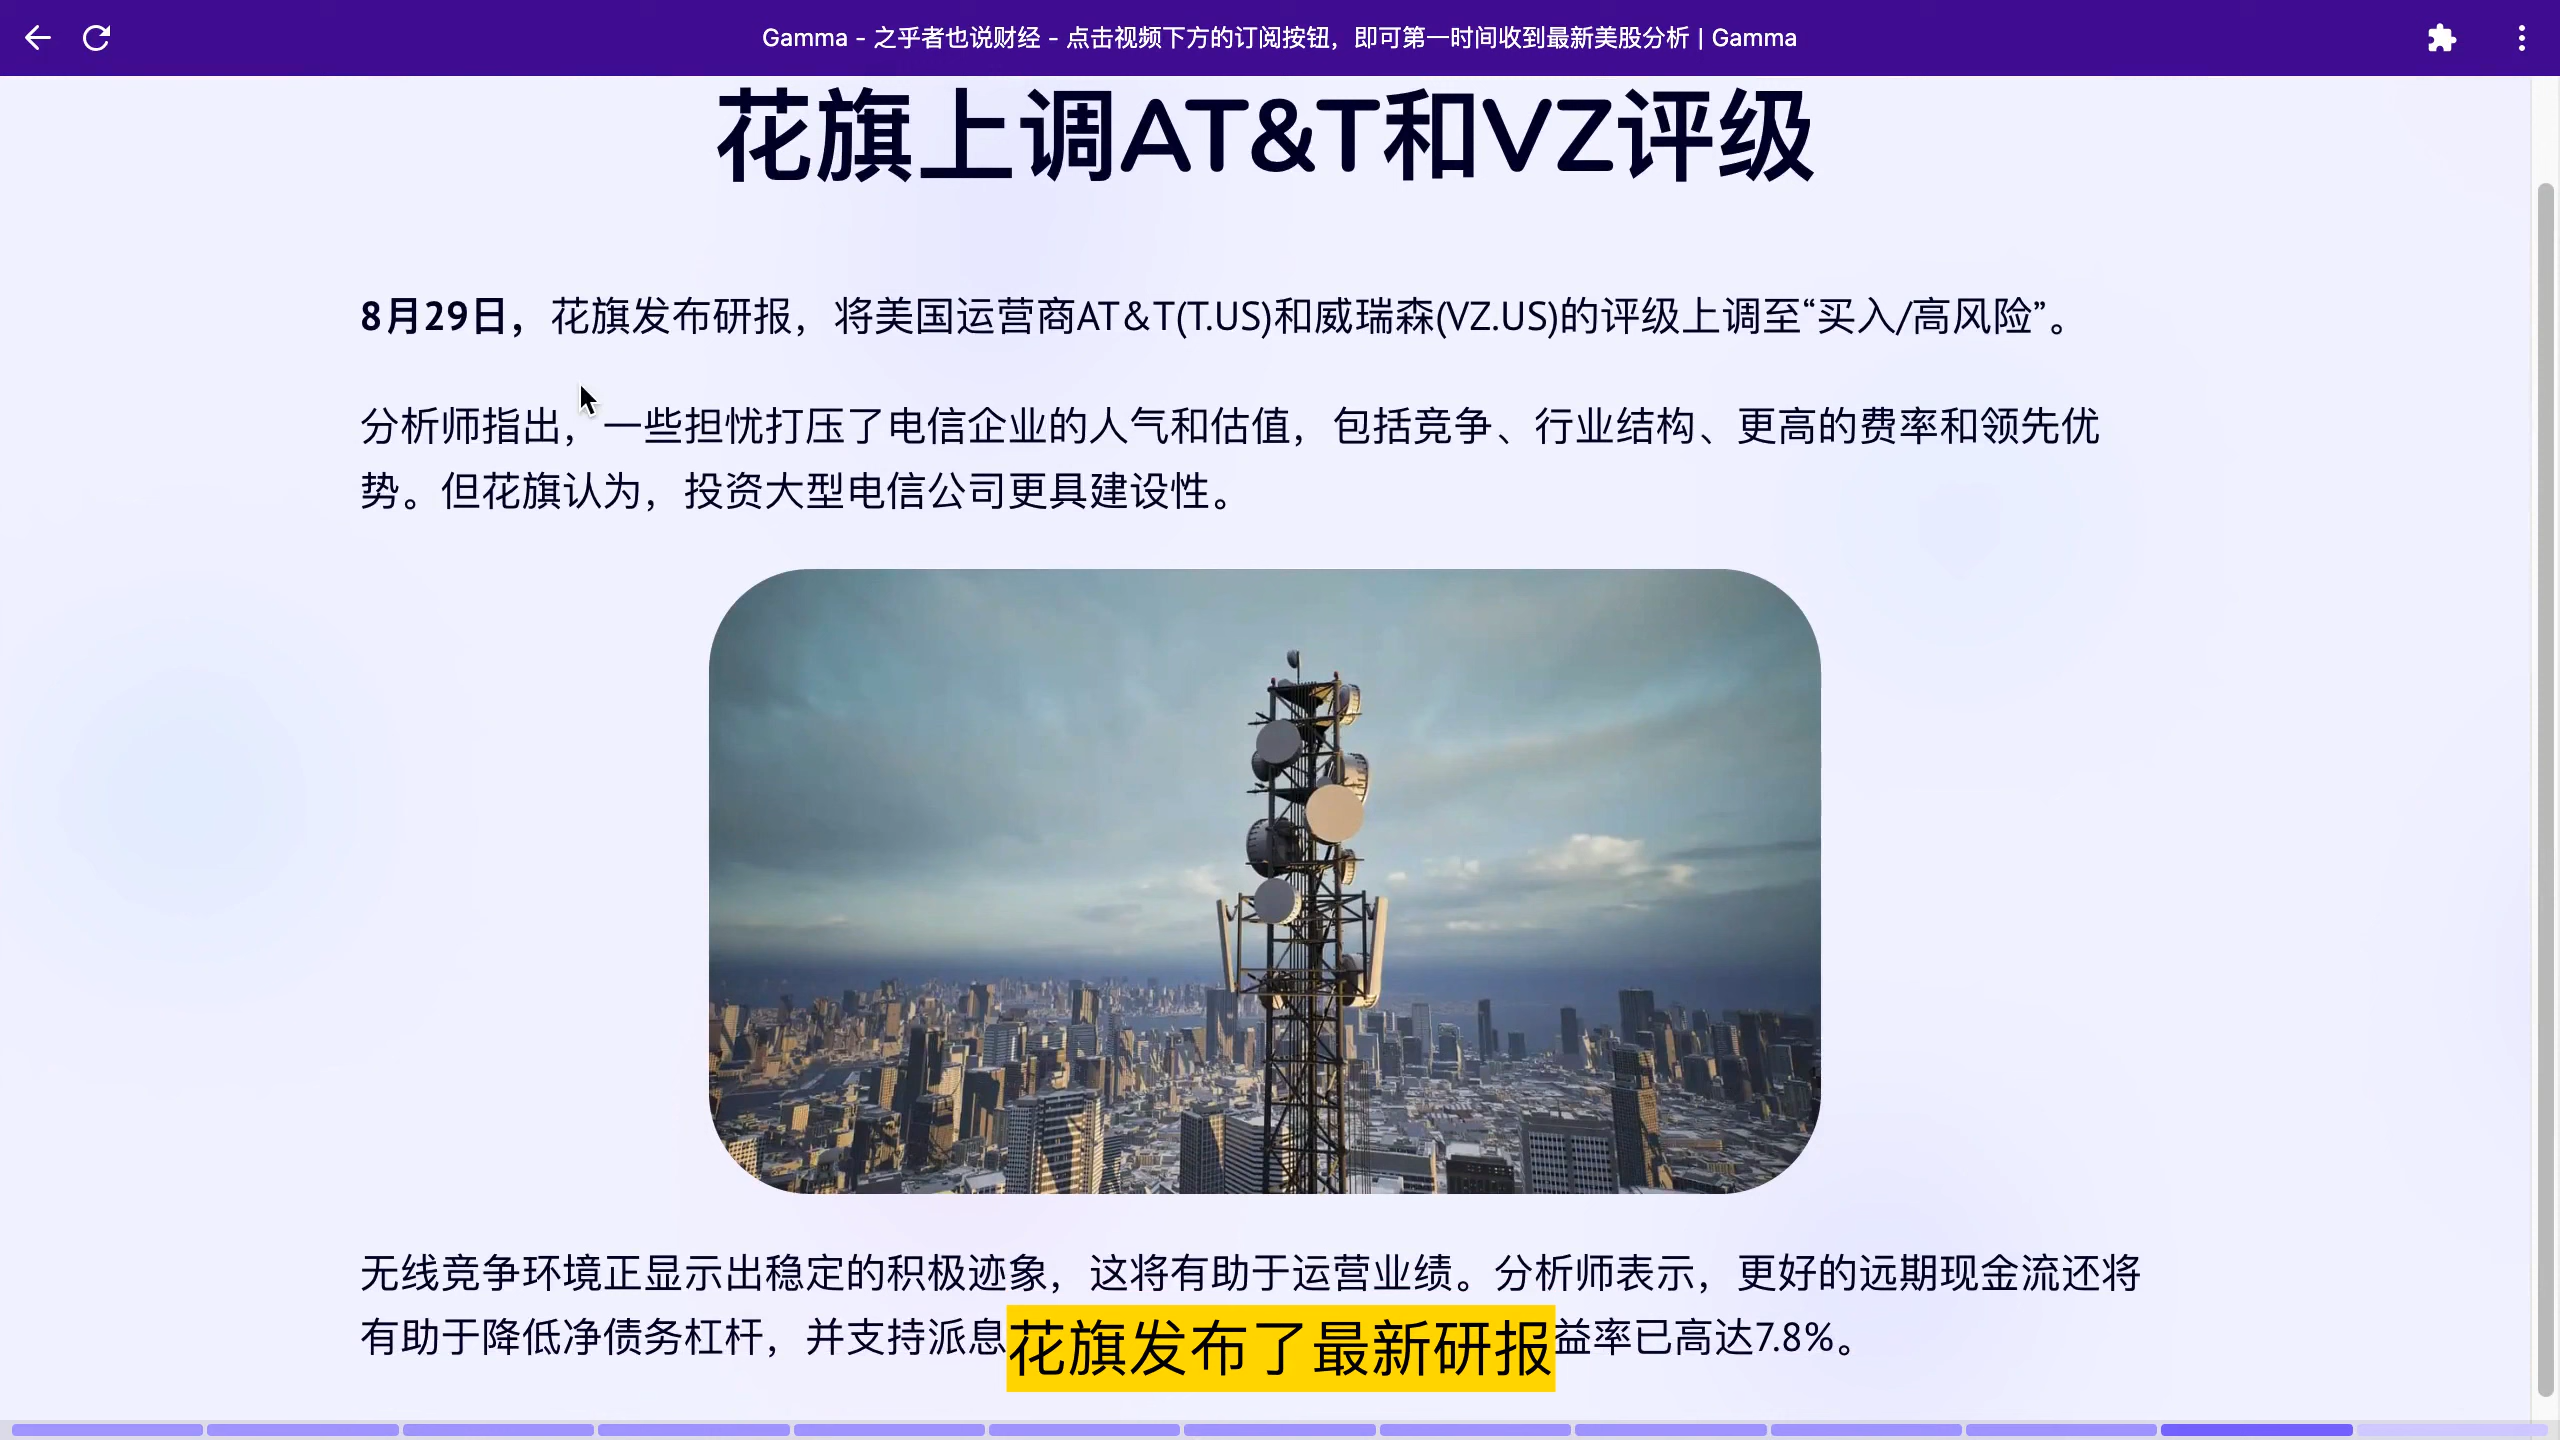 Gamma - 之乎者也说财经 - 点击视频下方的订阅按钮，即可第一时间收到最新美股分析 | Gamma
花旗上调AT&T和VZ评级
8月29日，花旗发布研报，将美国运营商AT&T(T.US)和威瑞森(VZ.US)的评级上调至“买入/高风险”。
分析师指出，一些担忧打压了电信企业的人气和估值，包括竞争、行业结构、更高的费率和领先优
势。但花旗认为，投资大型电信公司更具建设性。
无线竞争环境正显示出稳定的积极迹象，这将有助于运营业绩。分析师表示，更好的远期现金流还将
有助于降低净债务杠杆，并支持派息
益率已高达7.8%。
花旗发布了最新研报